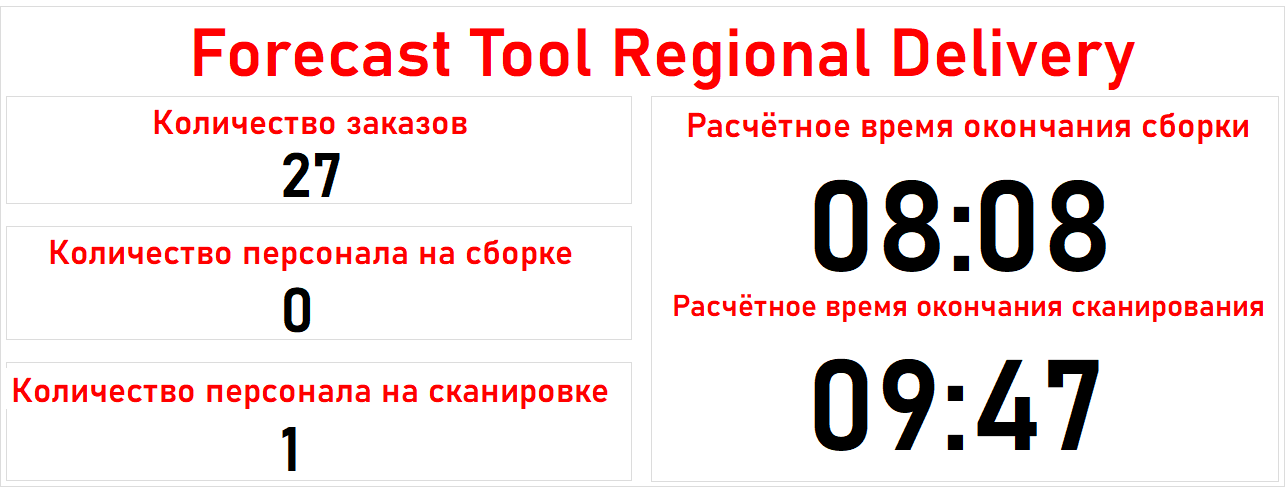 Forecast Tool Regional Delivery
Количество заказов
27
Количество персонала на сборке
0
Количество персонала на сканировке
1
Расчётное время окончания сборки
08:08
Расчётное время окончания сканирования
09:47